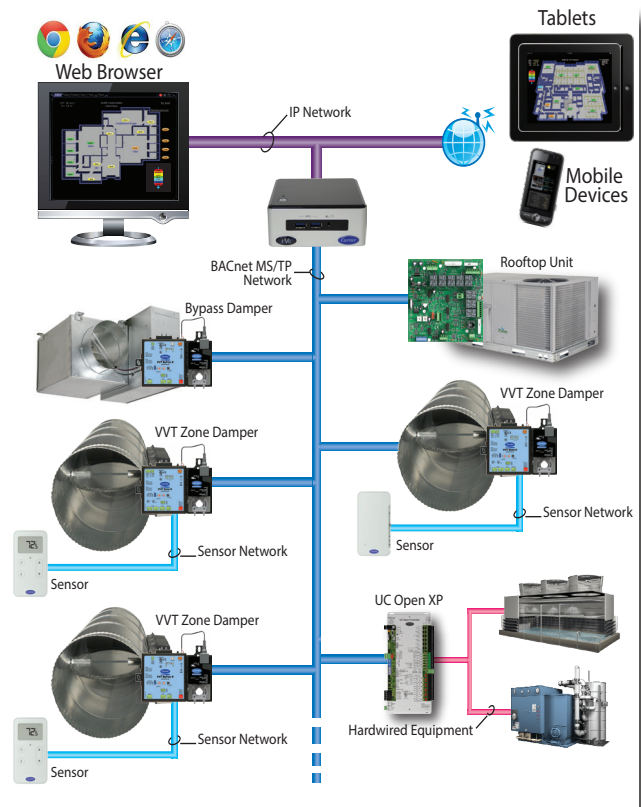 Tablets
Web Browser
IP Network
Mobile
Devices
BACnet MS/TP
Network
Rooftop Unit
Bypass Damper
VVT Zone Damper
VVT Zone Damper
Sensor Network
Sensor Network
Sensor
Sensor
UC Open XP
VVT Zone Damper
Hardwired Equipment
Sensor Network
Sensor